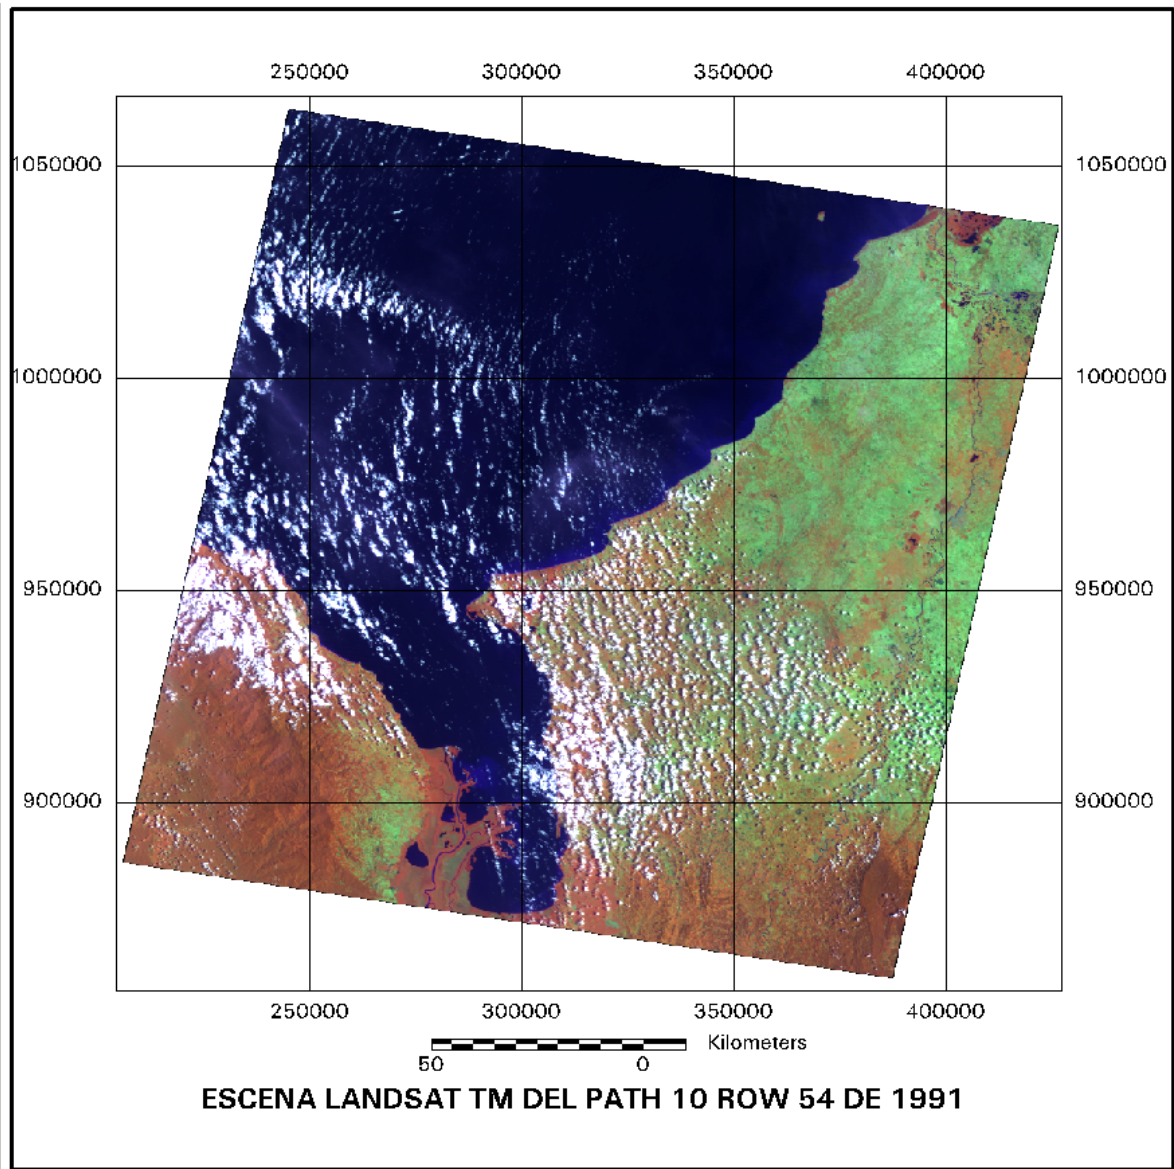 250000 300000 350000 400000
1050000 1050000
1000000 1000000
950000 950000
900000 900000
250000 300000 350000 400000
50 0 Kilometers
ESCENA LANDSAT TM DEL PATH 10 ROW 54 DE 1991